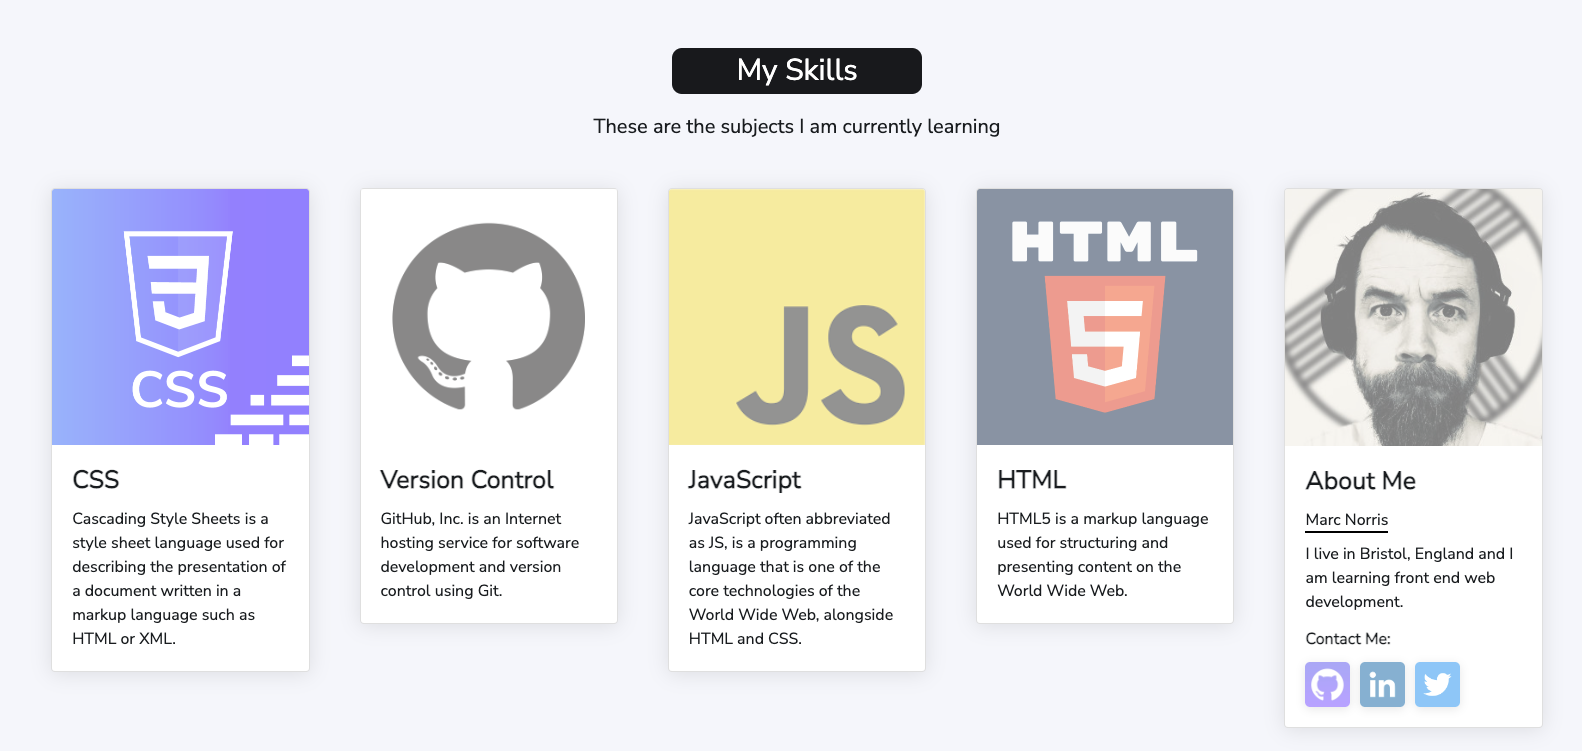 My Skills
These are the subjects I am currently learning
CSS
CSS
Cascading Style Sheets is a
style sheet language used for
describing the presentation of
a document written in a
markup language such as
HTML or XML.
Version Control
GitHub, Inc. is an Internet
hosting service for software
development and version
control using Git.
JS
JavaScript
JavaScript often abbreviated
as JS, is a programming
language that is one of the
core technologies of the
World Wide Web, alongside
HTML and CSS.
HTML
5
HTML
HTML5 is a markup language
used for structuring and
presenting content on the
World Wide Web.
About Me
Marc Norris
I live in Bristol, England and I
am learning front end web
development.
Contact Me:
in